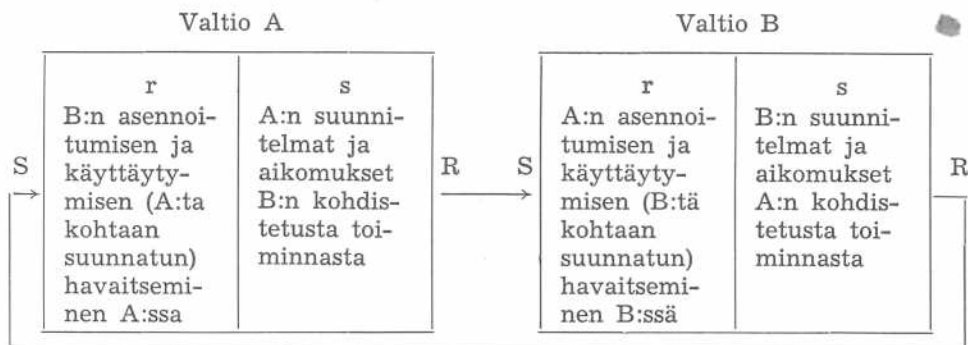 Valtio A
Valtio B
r
B:n asennoi-
tumisen ja
käyttäyty-
misen (A:ta
kohtaan
suunnatun)
havaitsemi-
nen A:ssa
s
A:n suunni-
telmat ja
aikomukset
B:n kohdis-
tetusta toi-
minnasta
r
A:n asennoi-
tumisen ja
käyttäyty-
misen (B:tä
kohtaan
suunnatun)
havaitsemi-
nen B:ssä
s
B:n suunni-
telmat ja
aikomukset
A:n kohdis-
tetusta toi-
minnasta
S
R
S
R